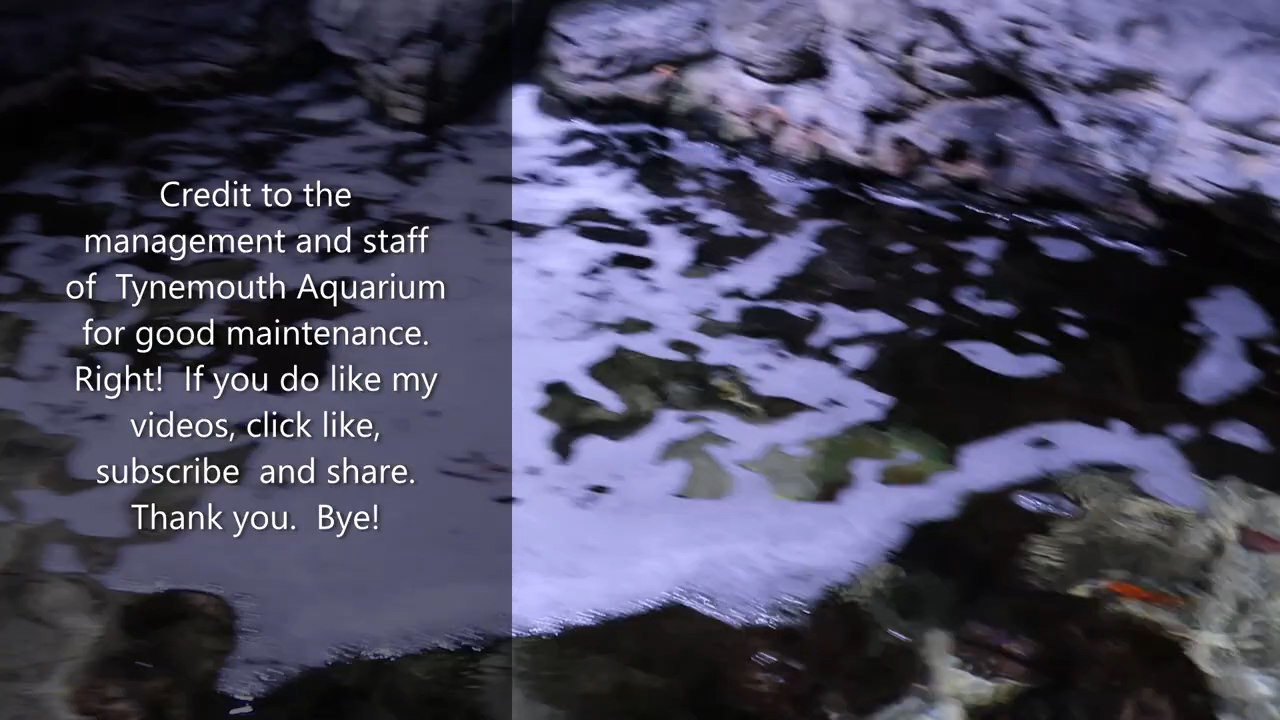 Credit to the
management and staff
of  Tynemouth Aquarium
for good maintenance.
Right!  If you do like my
videos, click like,
subscribe  and share.
Thank you.  Bye!